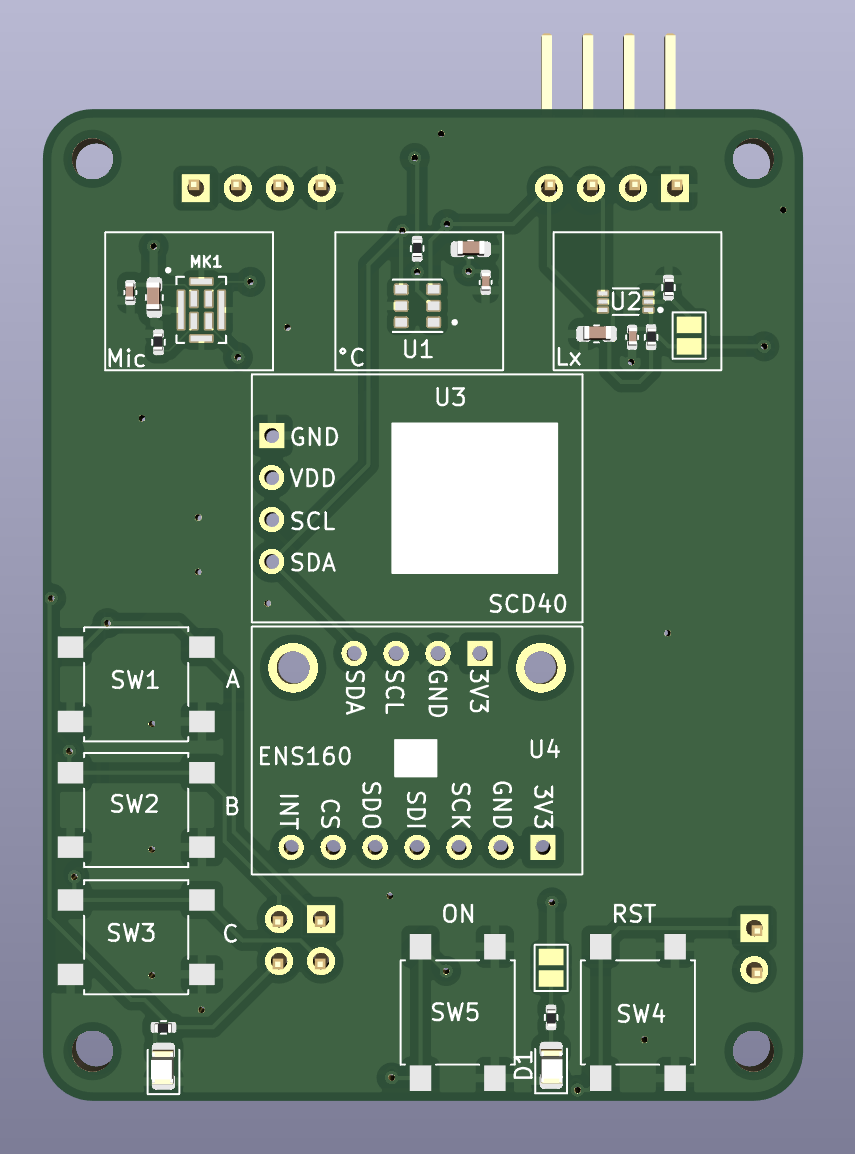 MK1
Mic
U1
°C
U2
Lx
U3
GND
VDD
SCL
SDA
SCD40
SW1
A
SDA
SCL
GND
3V3
ENS160
U4
SW2
B
INT
CS
SDO
SDI
SCK
GND
3V3
SW3
C
ON
RST
SW5
SW4
D1